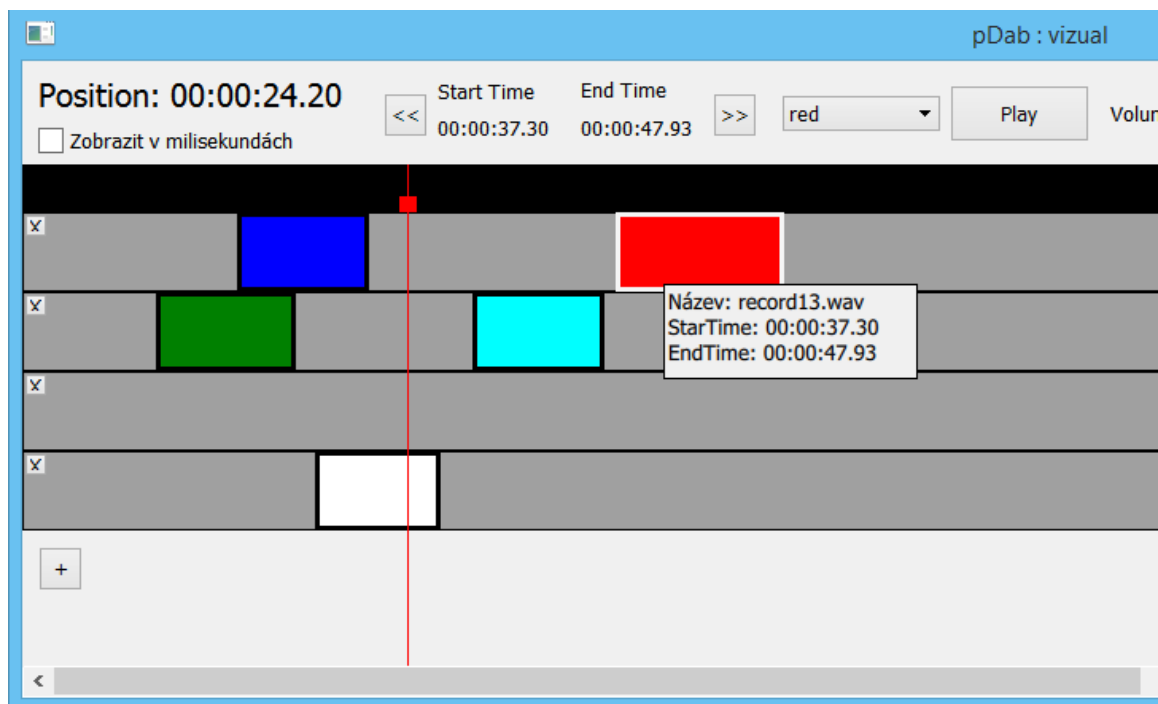 pDab : vizual
Position: 00:00:24.20
Zobrazit v milisekundách
<<
Start Time
00:00:37.30
End Time
00:00:47.93
>>
red
Play
Volum
x
x
Název: record13.wav
StarTime: 00:00:37.30
EndTime: 00:00:47.93
x
x
+